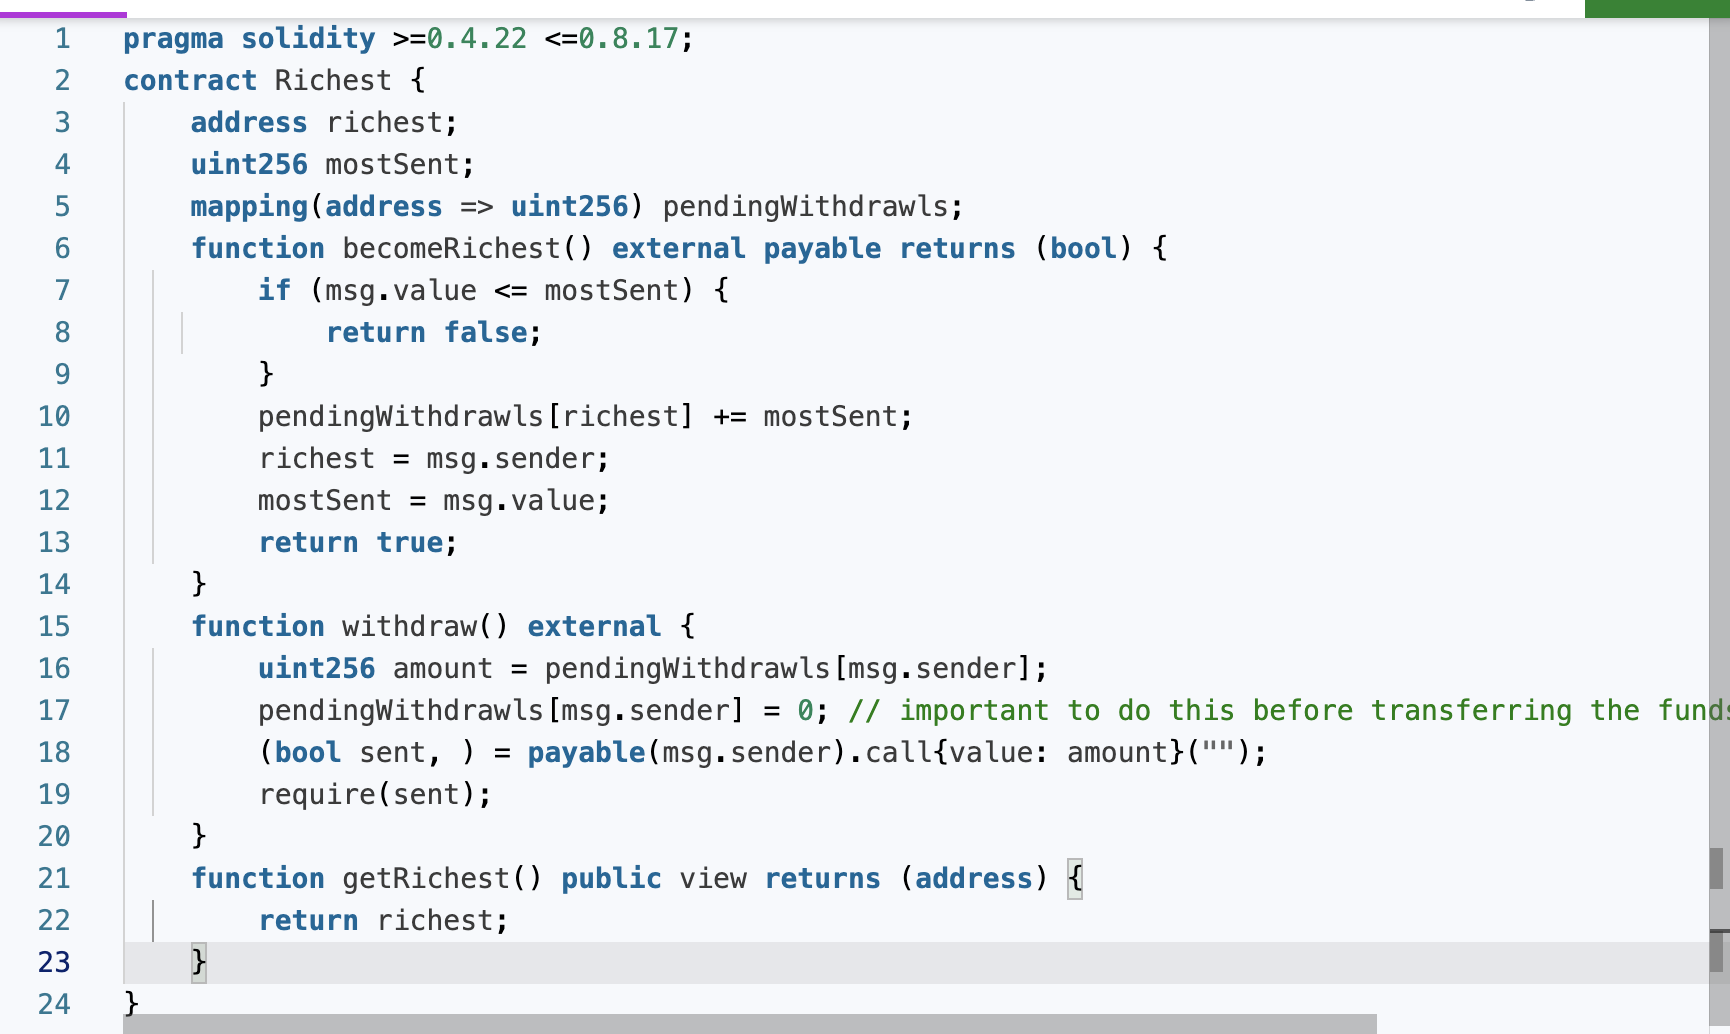 1 pragma solidity >=0.4.22 <=0.8.17;
2 contract Richest {
3 address richest;
4 uint256 mostSent;
5 mapping(address => uint256) pendingWithdrawls;
6 function becomeRichest() external payable returns (bool) {
7 if (msg.value <= mostSent) {
8 return false;
9 }
10 pendingWithdrawls[richest] += mostSent;
11 richest = msg.sender;
12 mostSent = msg.value;
13 return true;
14 }
15 function withdraw() external {
16 uint256 amount = pendingWithdrawls[msg.sender];
17 pendingWithdrawls[msg.sender] = 0; // important to do this before transferring the funds
18 (bool sent, ) = payable(msg.sender).call{value: amount}("");
19 require(sent);
20 }
21 function getRichest() public view returns (address) {
22 return richest;
23 }
24 }